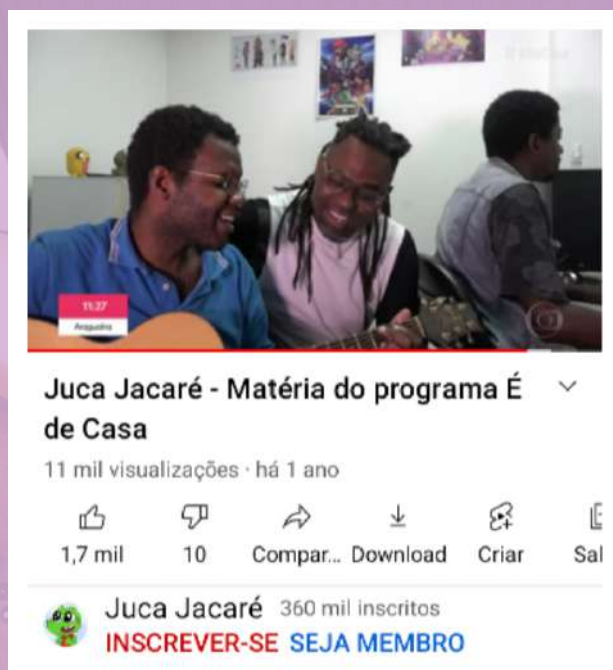 11:27
Araguaína
Juca Jacaré - Matéria do programa É
de Casa
11 mil visualizações · há 1 ano
1,7 mil
10
Compar...
Download
Criar
Sal
Juca Jacaré 360 mil inscritos
INSCREVER-SE SEJA MEMBRO